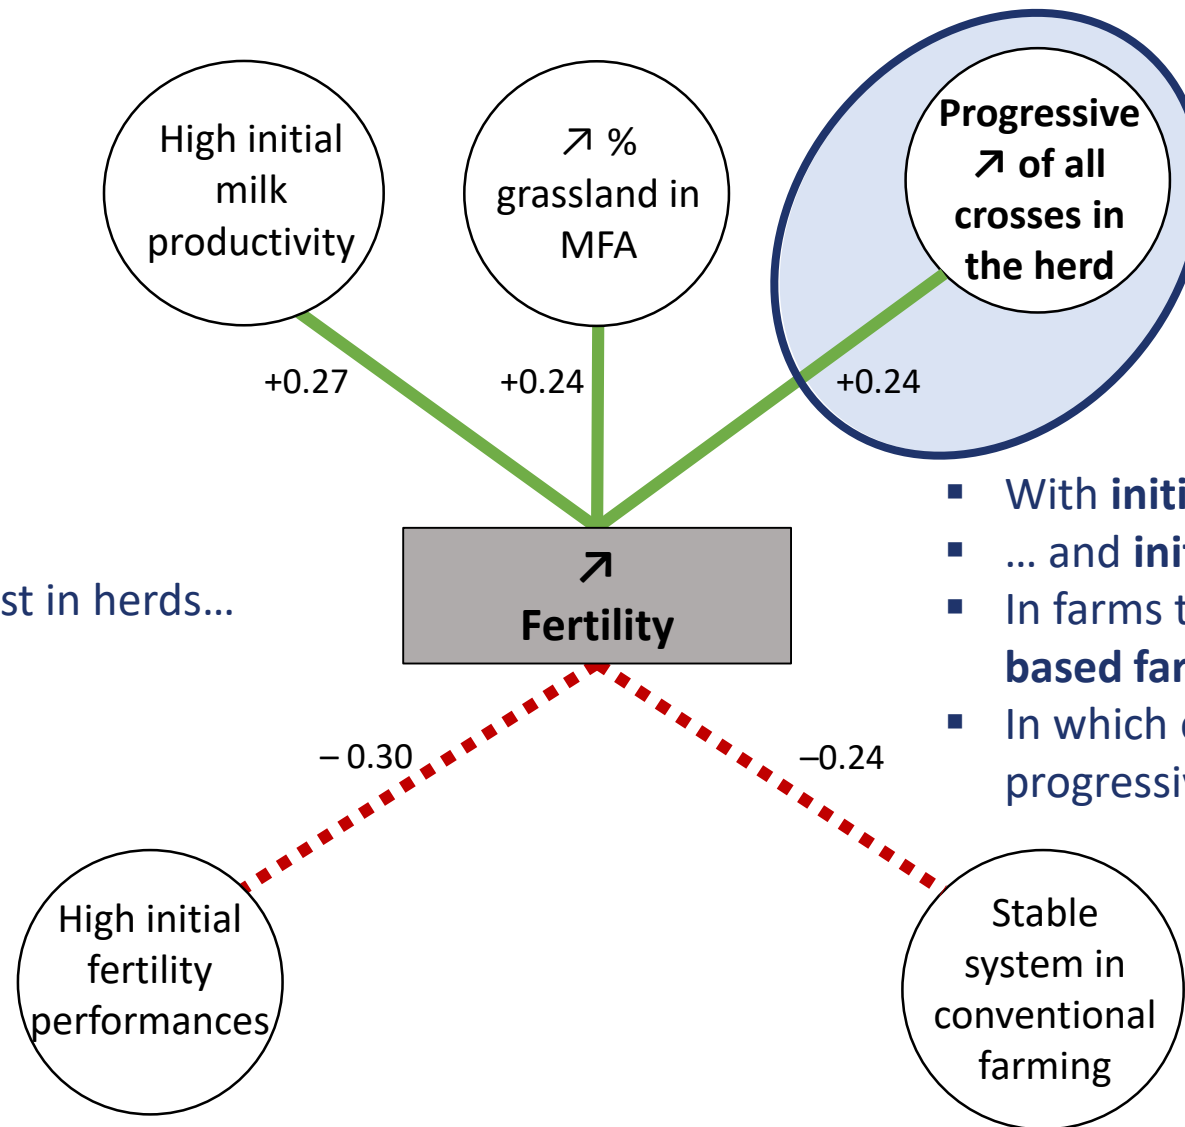 High initial
milk
productivity
↗ %
grassland in
MFA
Progressive
↗ of all
crosses in
the herd
+0.27
+0.24
+0.24
in herds…
↗
Fertility
▪ With
▪ … and
▪ In farms
based
▪ In which
– 0.30
–0.24
High initial
fertility
performances
Stable
system in
conventional
farming